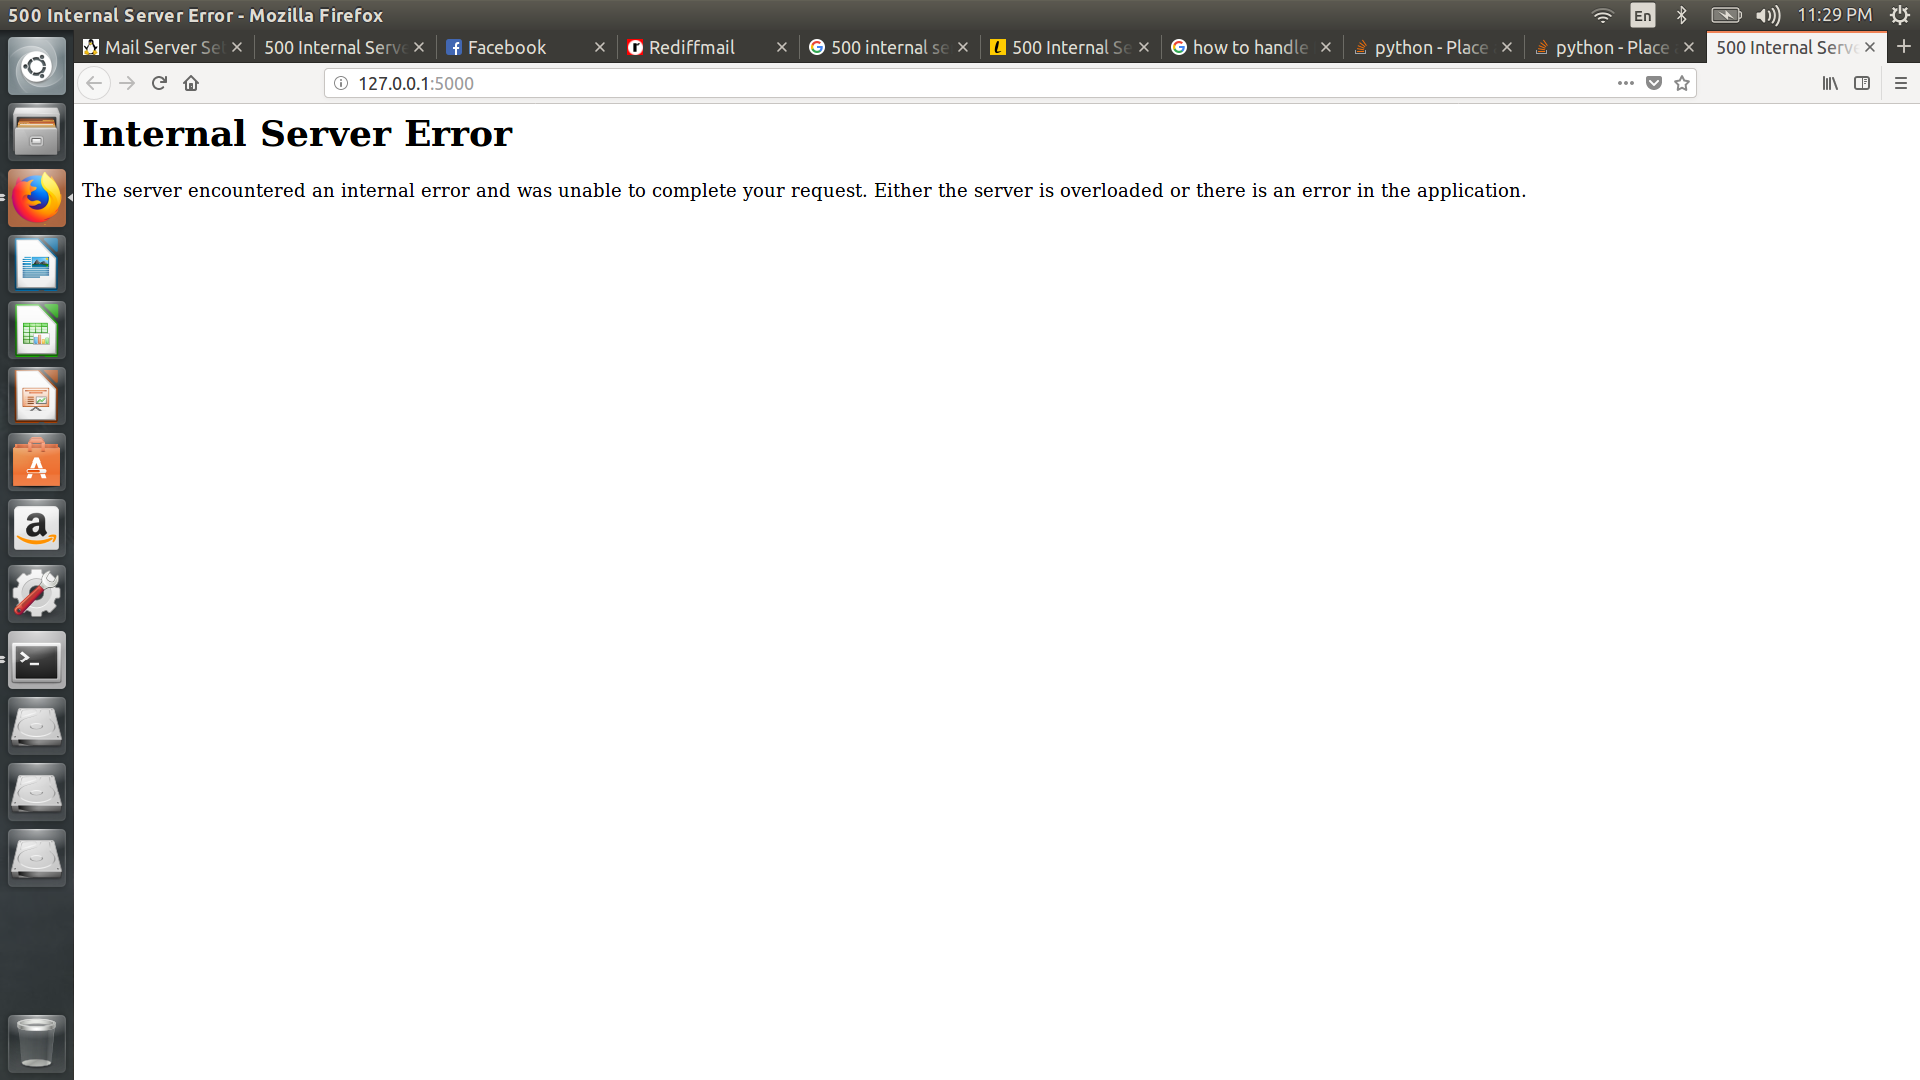 500 Internal Server Error - Mozilla Firefox
En
11:29 PM
Mail Server Se
500 Internal Serve
Facebook
Rediffmail
500 internal se
500 Internal Se
how to handle
python - Place
python - Place
500 Internal Serve
127.0.0.1:5000
Internal Server Error
The server encountered an internal error and was unable to complete your request. Either the server is overloaded or there is an error in the application.